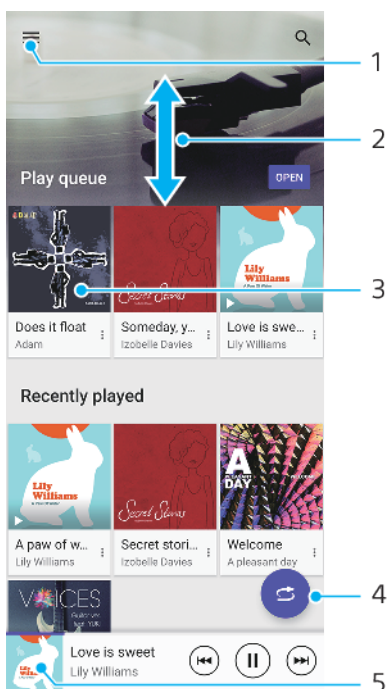 1
2
Play queue
OPEN
3
Lily
Williams
Does it float
Someday, y...
Love is swe...
Adam
Izobelle Davies
Lily Williams
Recently played
Lily
Williams
Secret Stories
A
PLEASANT
DAY
WELCOME
A paw of w...
Secret stori...
Welcome
Lily Williams
Izobelle Davies
A pleasant day
4
VOICES
Love is sweet
Lily Williams
5